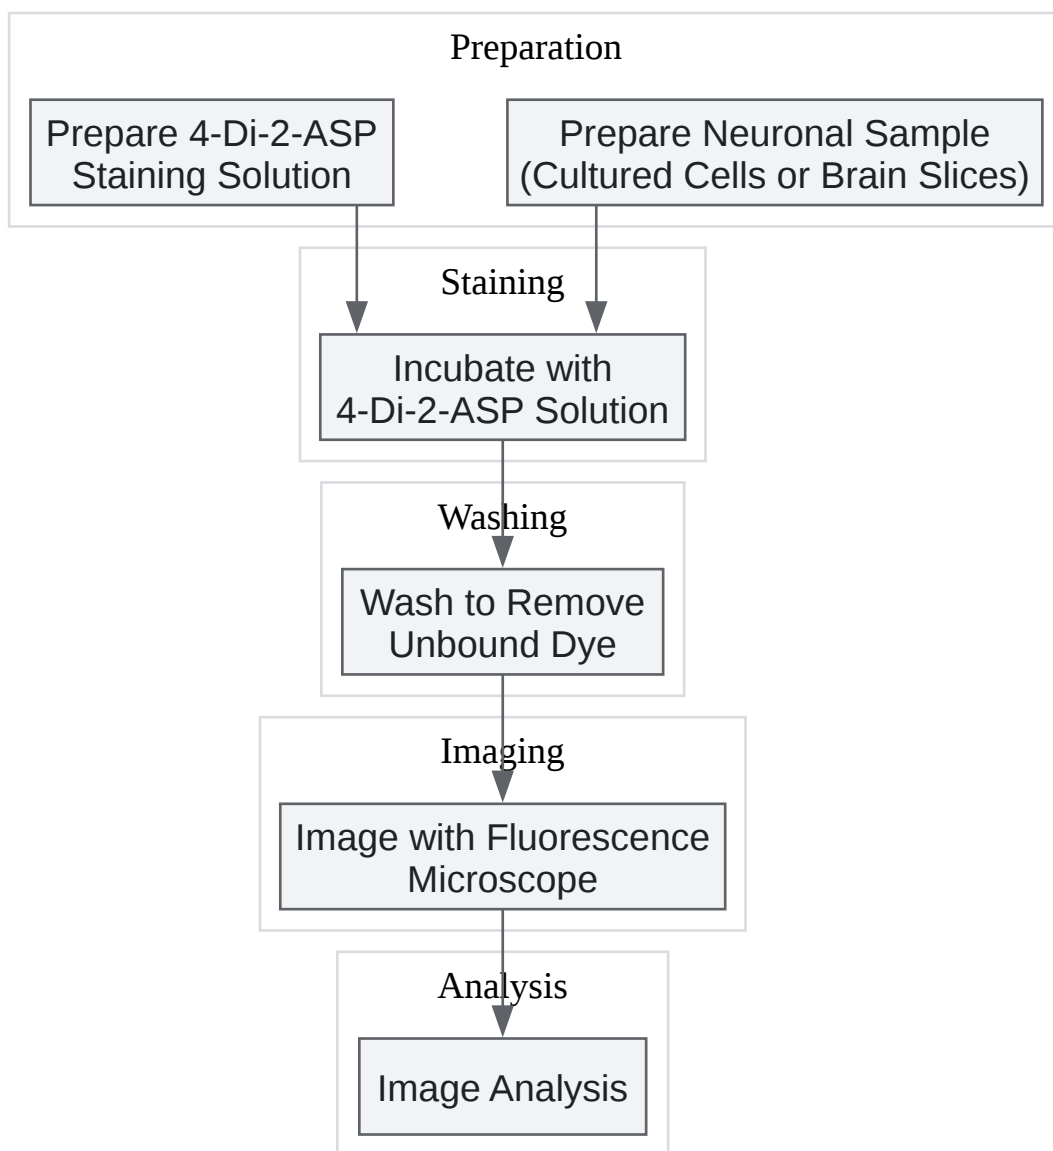 Preparation
Prepare 4-Di-2-ASP
Staining Solution
Prepare Neuronal Sample
(Cultured Cells or Brain Slices)
Staining
Incubate with
4-Di-2-ASP Solution
Washing
Wash to Remove
Unbound Dye
Imaging
Image with Fluorescence
Microscope
Analysis
Image Analysis